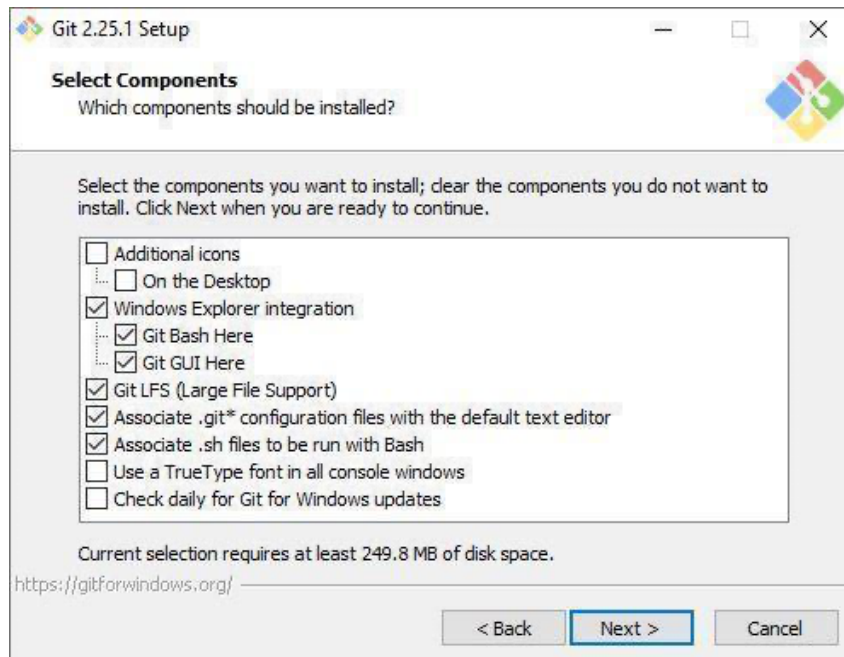 Git 2.25.1 Setup
Select Components
Which components should be installed?
Select the components you want to install; clear the components you do not want to
install. Click Next when you are ready to continue.
Additional icons
On the Desktop
Windows Explorer integration
Git Bash Here
Git GUI Here
Git LFS (Large File Support)
Associate .git* configuration files with the default text editor
Associate .sh files to be run with Bash
Use a TrueType font in all console windows
Check daily for Git for Windows updates
Current selection requires at least 249.8 MB of disk space.
https://gitforwindows.org/
< Back Next > Cancel